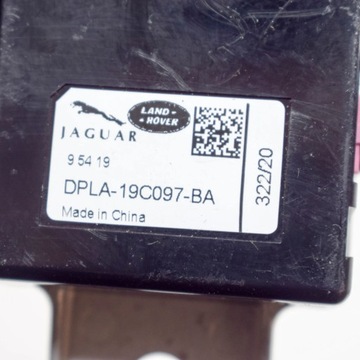 LAND-
ROVER
JAGUAR
9 54 19
DPLA-19C097-BA
Made in China
322/20